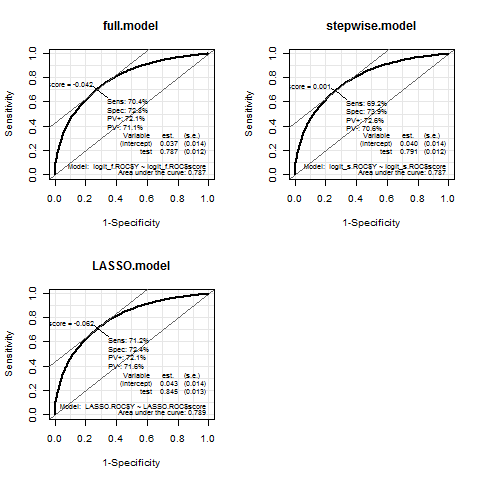 full.model
Sensitivity
0.0 0.2 0.4 0.6 0.8 1.0
score = -0.042
Sens: 70.4%
PV+: 72.1%
PV-: 71.1%
Variable est. (s.e.)
(Intercept) 0.037 (0.014)
test 0.787 (0.012)
Model: logit_f.ROC$Y ~ logit_f.ROC$score
Area under the curve: 0.787
0.0 0.2 0.4 0.6 0.8 1.0
1-Specificity
stepwise.model
Sensitivity
0.0 0.2 0.4 0.6 0.8 1.0
score = 0.001
Sens: 69.2%
Spec: 73.9%
PV+: 72.6%
PV-: 70.6%
Variable est. (s.e.)
(Intercept) 0.040 (0.014)
test 0.791 (0.012)
Model: logit_s.ROC$Y ~ logit_s.ROC$score
Area under the curve: 0.787
0.0 0.2 0.4 0.6 0.8 1.0
1-Specificity
LASSO.model
Sensitivity
0.0 0.2 0.4 0.6 0.8 1.0
score = -0.062
Sens: 71.2%
Spec: 72.4%
PV+: 72.1%
PV-: 71.6%
Variable est. (s.e.)
(Intercept) 0.043 (0.014)
test 0.845 (0.013)
Model: LASSO.ROC$Y ~ LASSO.ROC$score
Area under the curve: 0.789
0.0 0.2 0.4 0.6 0.8 1.0
1-Specificity